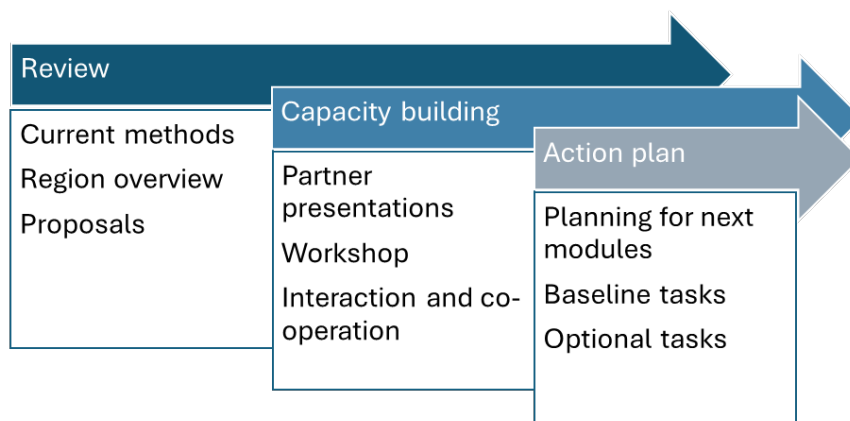 Review
Current methods
Region overview
Proposals
Capacity building
Partner
presentations
Workshop
Interaction and co-
operation
Action plan
Planning for next
modules
Baseline tasks
Optional tasks